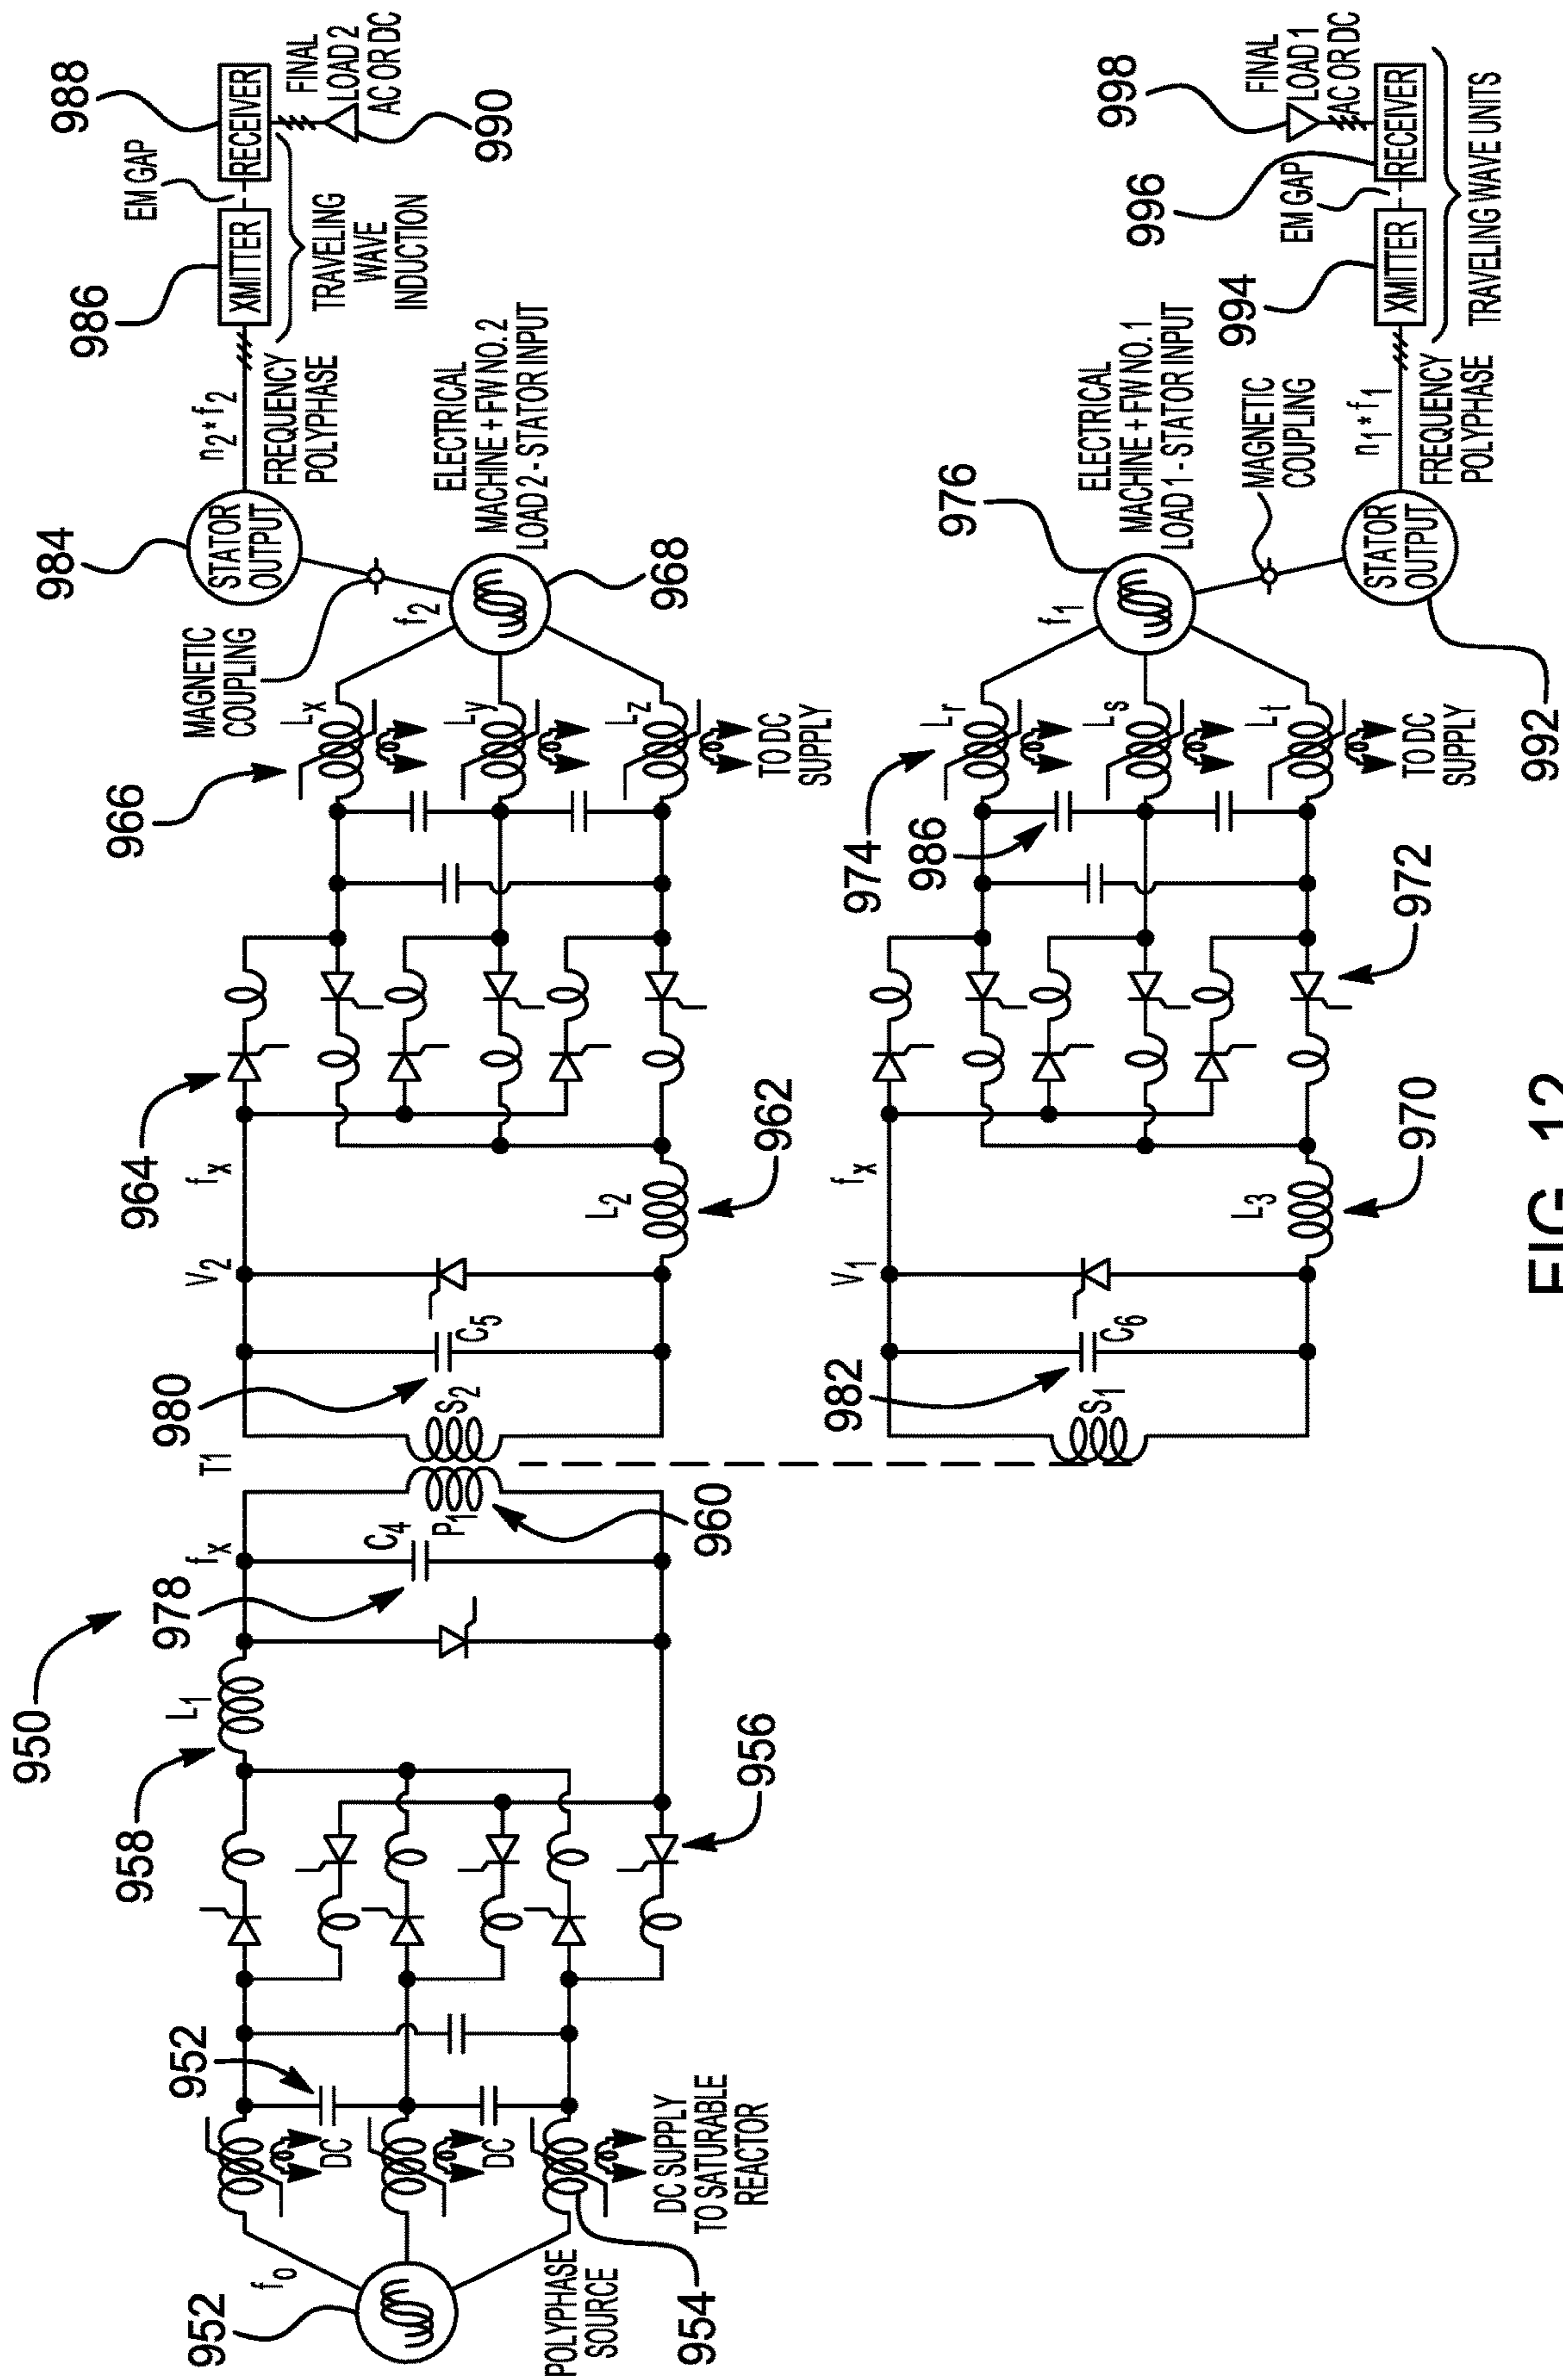 950
952
f0
POLYPHASE
SOURCE
954
952
DC
DC
DC SUPPLY
TO SATURABLE
REACTOR
956
958
L1
978
fx
C4
P1
960
T1
S2
980
C5
V2
fx
L2
962
964
966
Lx
Ly
Lz
TO DC
SUPPLY
MAGNETIC
COUPLING
f2
968
ELECTRICAL
MACHINE + FW NO. 2
LOAD 2 - STATOR INPUT
984
STATOR
OUTPUT
n2*f2
FREQUENCY
POLYPHASE
986
XMITTER
EM GAP
988
RECEIVER
TRAVELING
WAVE
INDUCTION
FINAL
LOAD 2
AC OR DC
990
S1
982
C6
V1
fx
L3
970
972
974
986
Lr
Ls
Lt
TO DC
SUPPLY
f1
976
ELECTRICAL
MACHINE + FW NO. 1
LOAD 1 - STATOR INPUT
MAGNETIC
COUPLING
STATOR
OUTPUT
992
n1*f1
FREQUENCY
POLYPHASE
994
XMITTER
EM GAP
996
RECEIVER
998
FINAL
LOAD 1
AC OR DC
TRAVELING WAVE UNITS
FIG. 12